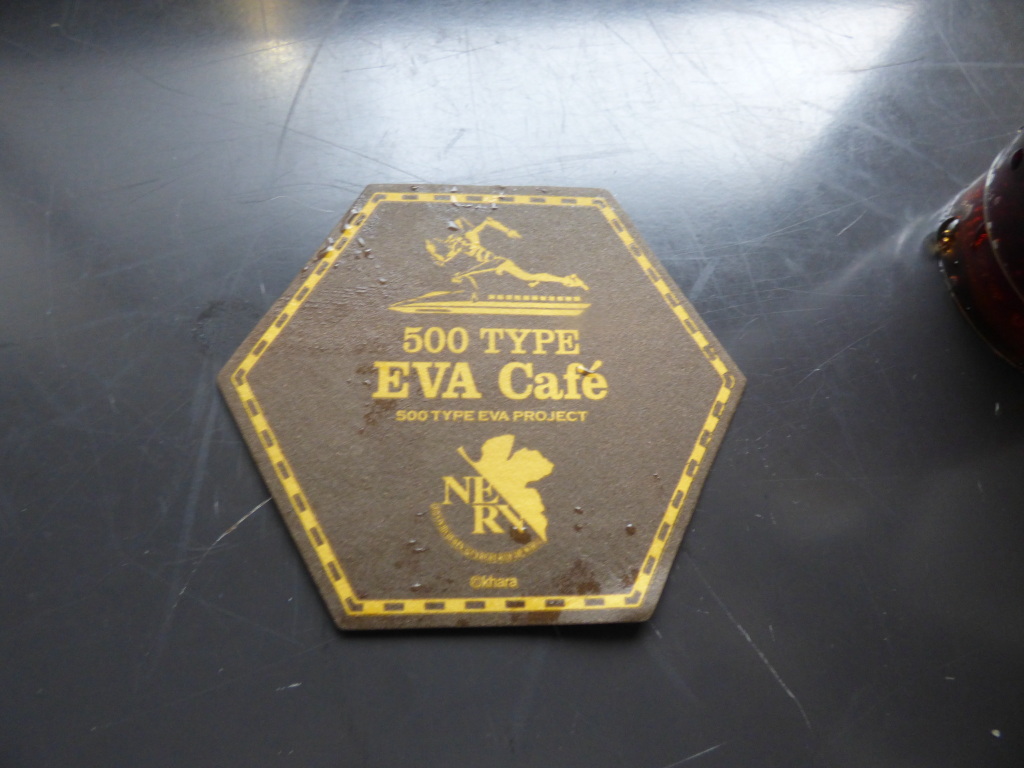 500 TYPE
EVA Café
500 TYPE EVA PROJECT
NERV
©khara